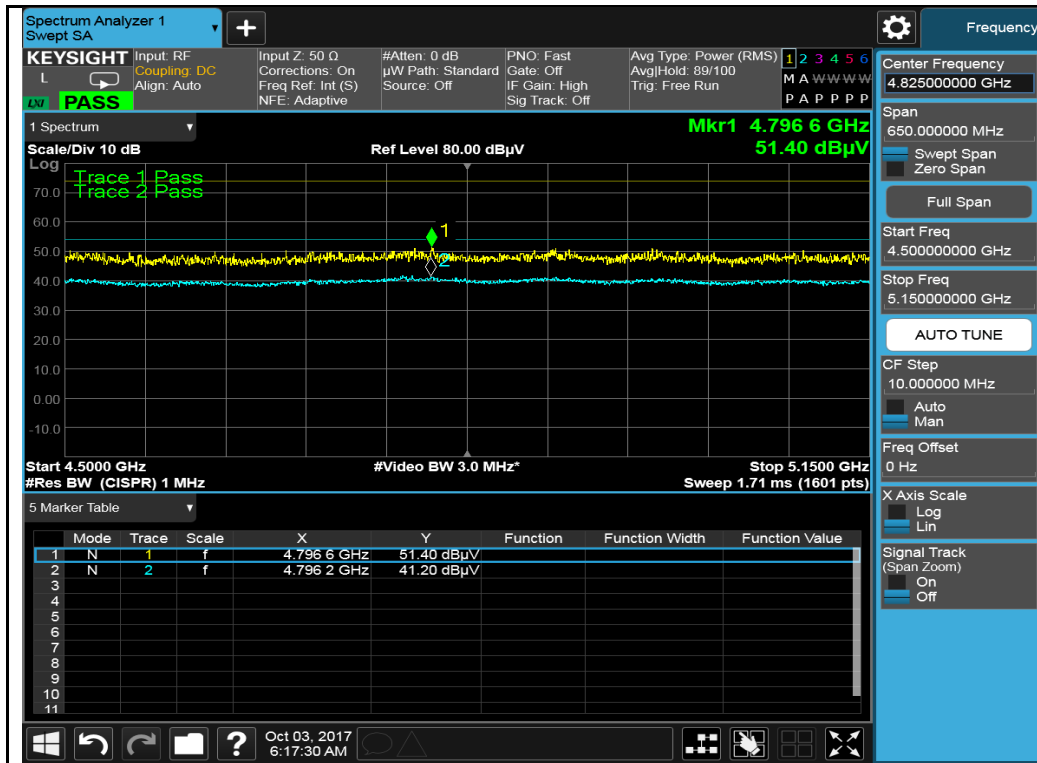 Spectrum Analyzer 1
Swept SA
Frequency
KEYSIGHT
L
LXI
PASS
Input: RF
Coupling: DC
Align: Auto
Input Z: 50 Ω
Corrections: On
Freq Ref: Int (S)
NFE: Adaptive
#Atten: 0 dB
µW Path: Standard
Source: Off
PNO: Fast
Gate: Off
IF Gain: High
Sig Track: Off
Avg Type: Power (RMS)
Avg|Hold: 89/100
Trig: Free Run
1 2 3 4 5 6
M A W W W W
P A P P P P
1 Spectrum
Scale/Div 10 dB
Ref Level 80.00 dBµV
Mkr1 4.796 6 GHz
51.40 dBµV
Log
Trace 1 Pass
Trace 2 Pass
70.0
60.0
50.0
40.0
30.0
20.0
10.0
0.00
-10.0
1
2
Start 4.5000 GHz
#Video BW 3.0 MHz*
Stop 5.1500 GHz
#Res BW (CISPR) 1 MHz
Sweep 1.71 ms (1601 pts)
5 Marker Table
Mode Trace Scale X Y Function Function Width Function Value
1 N 1 f 4.796 6 GHz 51.40 dBµV
2 N 2 f 4.796 2 GHz 41.20 dBµV
3
4
5
6
7
8
9
10
11
Center Frequency
4.825000000 GHz
Span
650.000000 MHz
Swept Span
Zero Span
Full Span
Start Freq
4.500000000 GHz
Stop Freq
5.150000000 GHz
AUTO TUNE
CF Step
10.000000 MHz
Auto
Man
Freq Offset
0 Hz
X Axis Scale
Log
Lin
Signal Track
(Span Zoom)
On
Off
?
Oct 03, 2017
6:17:30 AM